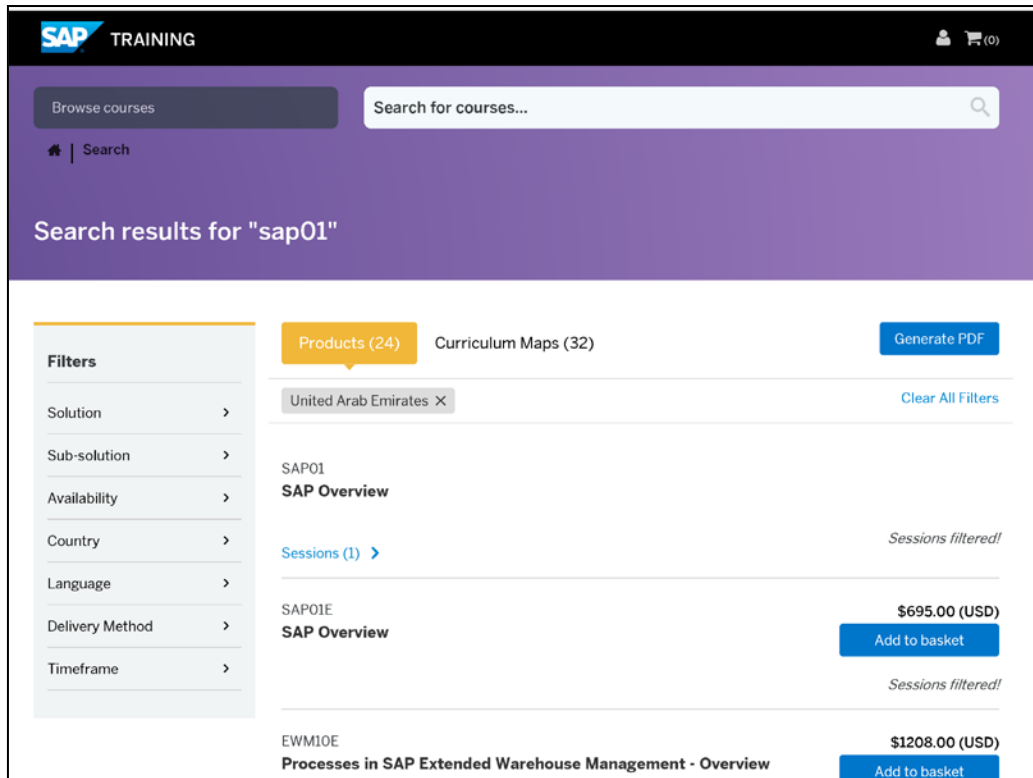 SAP TRAINING
(0)
Browse courses
Search for courses...
| Search
Search results for "sap01"
Filters
Solution
Sub-solution
Availability
Country
Language
Delivery Method
Timeframe
Products (24)
Curriculum Maps (32)
Generate PDF
United Arab Emirates ×
Clear All Filters
SAP01
SAP Overview
Sessions (1)
Sessions filtered!
SAP01E
SAP Overview
$695.00 (USD)
Add to basket
Sessions filtered!
EWM10E
Processes in SAP Extended Warehouse Management - Overview
$1208.00 (USD)
Add to basket